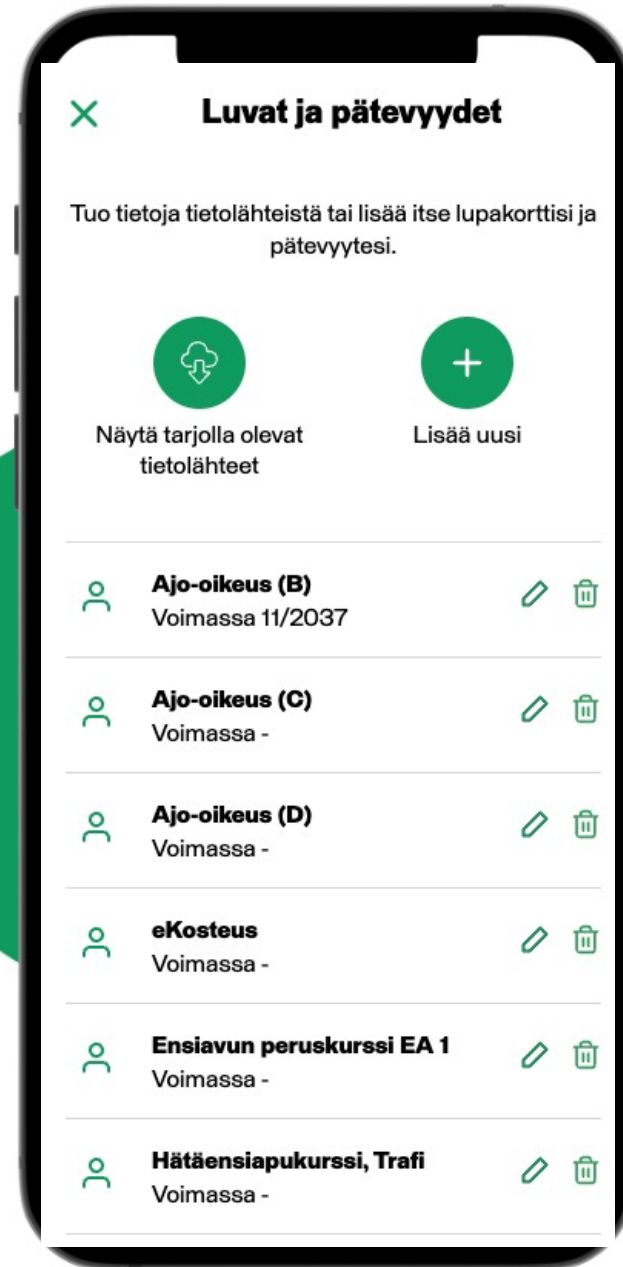 Luvat ja pätevyydet
Tuo tietoja tietolähteistä tai lisää itse lupakorttisi ja
pätevyytesi.
Näytä tarjolla olevat
tietolähteet
Lisää uusi
Ajo-oikeus (B)
Voimassa 11/2037
Ajo-oikeus (C)
Voimassa -
Ajo-oikeus (D)
Voimassa -
eKosteus
Voimassa -
Ensiavun peruskurssi EA 1
Voimassa -
Hätäensiapukurssi, Trafi
Voimassa -